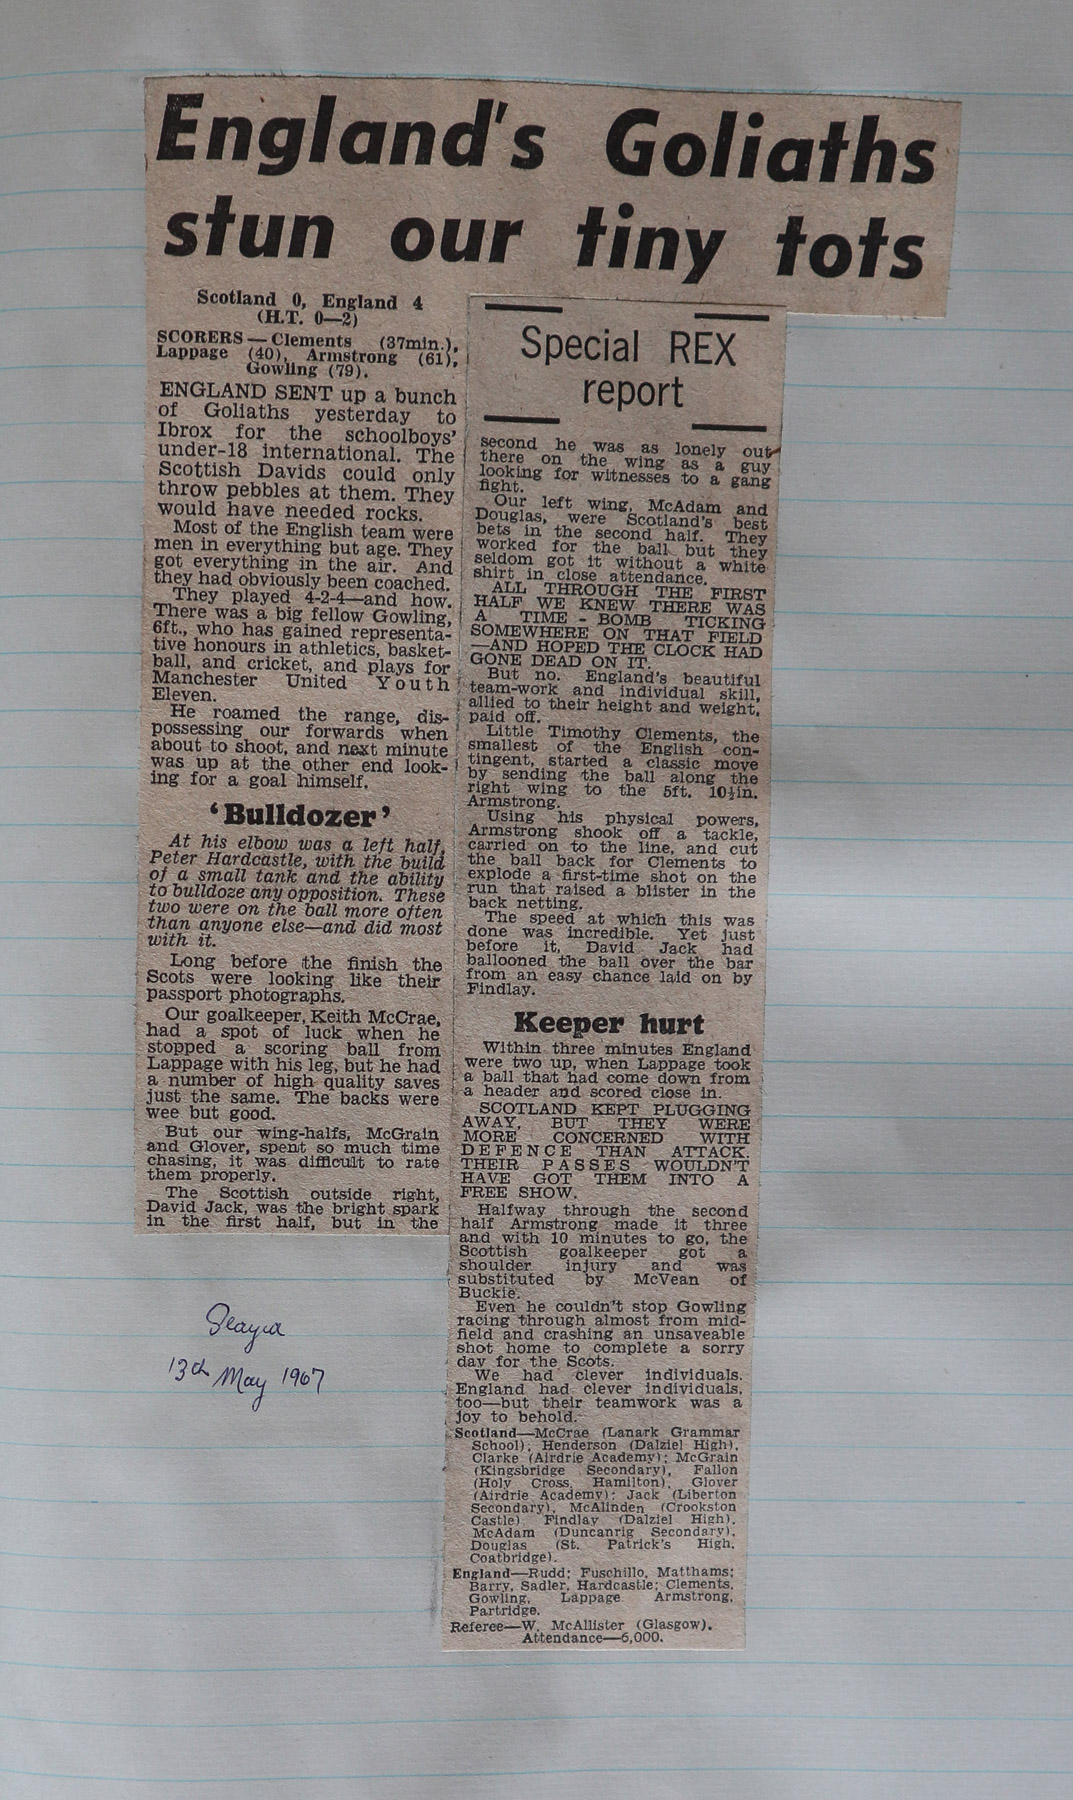 England's Goliaths
stun our tiny tots
Scotland 0, England 4
(H.T. 0—2)
SCORERS — Clements (37min.),
Lappage (40), Armstrong (61),
Gowling (79).
ENGLAND SENT up a bunch
of Goliaths yesterday to
Ibrox for the schoolboys'
under-18 international. The
Scottish Davids could only
throw pebbles at them. They
would have needed rocks.
Most of the English team were
men in everything but age. They
got everything in the air. And
they had obviously been coached.
They played 4-2-4—and how.
There was a big fellow Gowling,
6ft., who has gained representa-
tive honours in athletics, basket-
ball, and cricket, and plays for
Manchester United Youth
Eleven.
He roamed the range, dis-
possessing our forwards when
about to shoot, and next minute
was up at the other end look-
ing for a goal himself.
'Bulldozer'
At his elbow was a left half,
Peter Hardcastle, with the build
of a small tank and the ability
to bulldoze any opposition. These
two were on the ball more often
than anyone else—and did most
with it.
Long before the finish the
Scots were looking like their
passport photographs.
Our goalkeeper, Keith McCrae,
had a spot of luck when he
stopped a scoring ball from
Lappage with his leg, but he had
a number of high quality saves
just the same. The backs were
wee but good.
But our wing-halfs, McGrain
and Glover, spent so much time
chasing, it was difficult to rate
them properly.
The Scottish outside right,
David Jack, was the bright spark
in the first half, but in the
Special REX
report
second he was as lonely out
there on the wing as a guy
looking for witnesses to a gang
fight.
Our left wing, McAdam and
Douglas, were Scotland's best
bets in the second half. They
worked for the ball but they
seldom got it without a white
shirt in close attendance.
ALL THROUGH THE FIRST
HALF WE KNEW THERE WAS
A TIME - BOMB TICKING
SOMEWHERE ON THAT FIELD
—AND HOPED THE CLOCK HAD
GONE DEAD ON IT.
But no. England's beautiful
team-work and individual skill,
allied to their height and weight,
paid off.
Little Timothy Clements, the
smallest of the English con-
tingent, started a classic move
by sending the ball along the
right wing to the 5ft. 10½in.
Armstrong.
Using his physical powers,
Armstrong shook off a tackle,
carried on to the line, and cut
the ball back for Clements to
explode a first-time shot on the
run that raised a blister in the
back netting.
The speed at which this was
done was incredible. Yet just
before it, David Jack had
ballooned the ball over the bar
from an easy chance laid on by
Findlay.
Keeper hurt
Within three minutes England
were two up, when Lappage took
a ball that had come down from
a header and scored close in.
SCOTLAND KEPT PLUGGING
AWAY, BUT THEY WERE
MORE CONCERNED WITH
DEFENCE THAN ATTACK.
THEIR PASSES WOULDN'T
HAVE GOT THEM INTO A
FREE SHOW.
Halfway through the second
half Armstrong made it three
and with 10 minutes to go, the
Scottish goalkeeper got a
shoulder injury and was
substituted by McVean of
Buckie.
Even he couldn't stop Gowling
racing through almost from mid-
field and crashing an unsaveable
shot home to complete a sorry
day for the Scots.
We had clever individuals.
England had clever individuals,
too—but their teamwork was a
joy to behold.
Scotland—McCrae (Lanark Grammar
School); Henderson (Dalziel High),
Clarke (Airdrie Academy); McGrain
(Kingsbridge Secondary), Fallon
(Holy Cross, Hamilton), Glover
(Airdrie Academy); Jack (Liberton
Secondary), McAlinden (Crookston
Castle), Findlay (Dalziel High),
McAdam (Duncanrig Secondary),
Douglas (St. Patrick's High,
Coatbridge).
England—Rudd; Fuschillo, Matthams;
Barry, Sadler, Hardcastle; Clements,
Gowling, Lappage, Armstrong,
Partridge.
Referee—W. McAllister (Glasgow).
Attendance—6,000.
13th May 1967